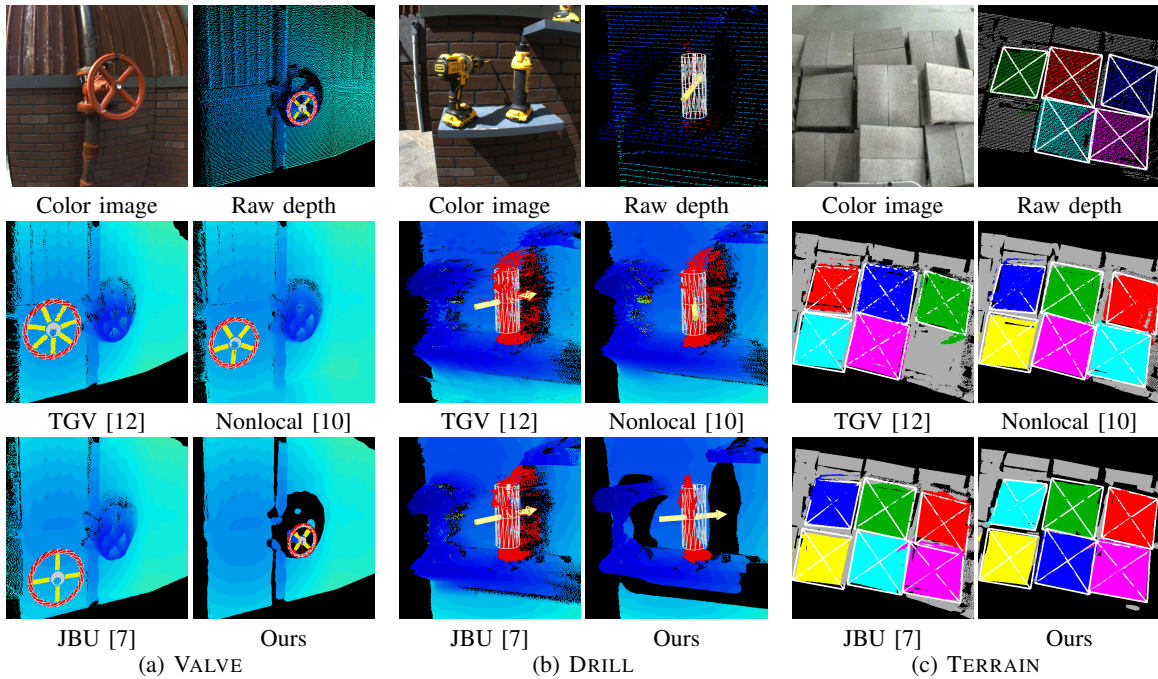 Color image Raw depth Color image Raw depth Color image Raw depth
TGV [12] Nonlocal [10] TGV [12] Nonlocal [10] TGV [12] Nonlocal [10]
JBU [7] Ours JBU [7] Ours JBU [7] Ours
(a) VALVE (b) DRILL (c) TERRAIN